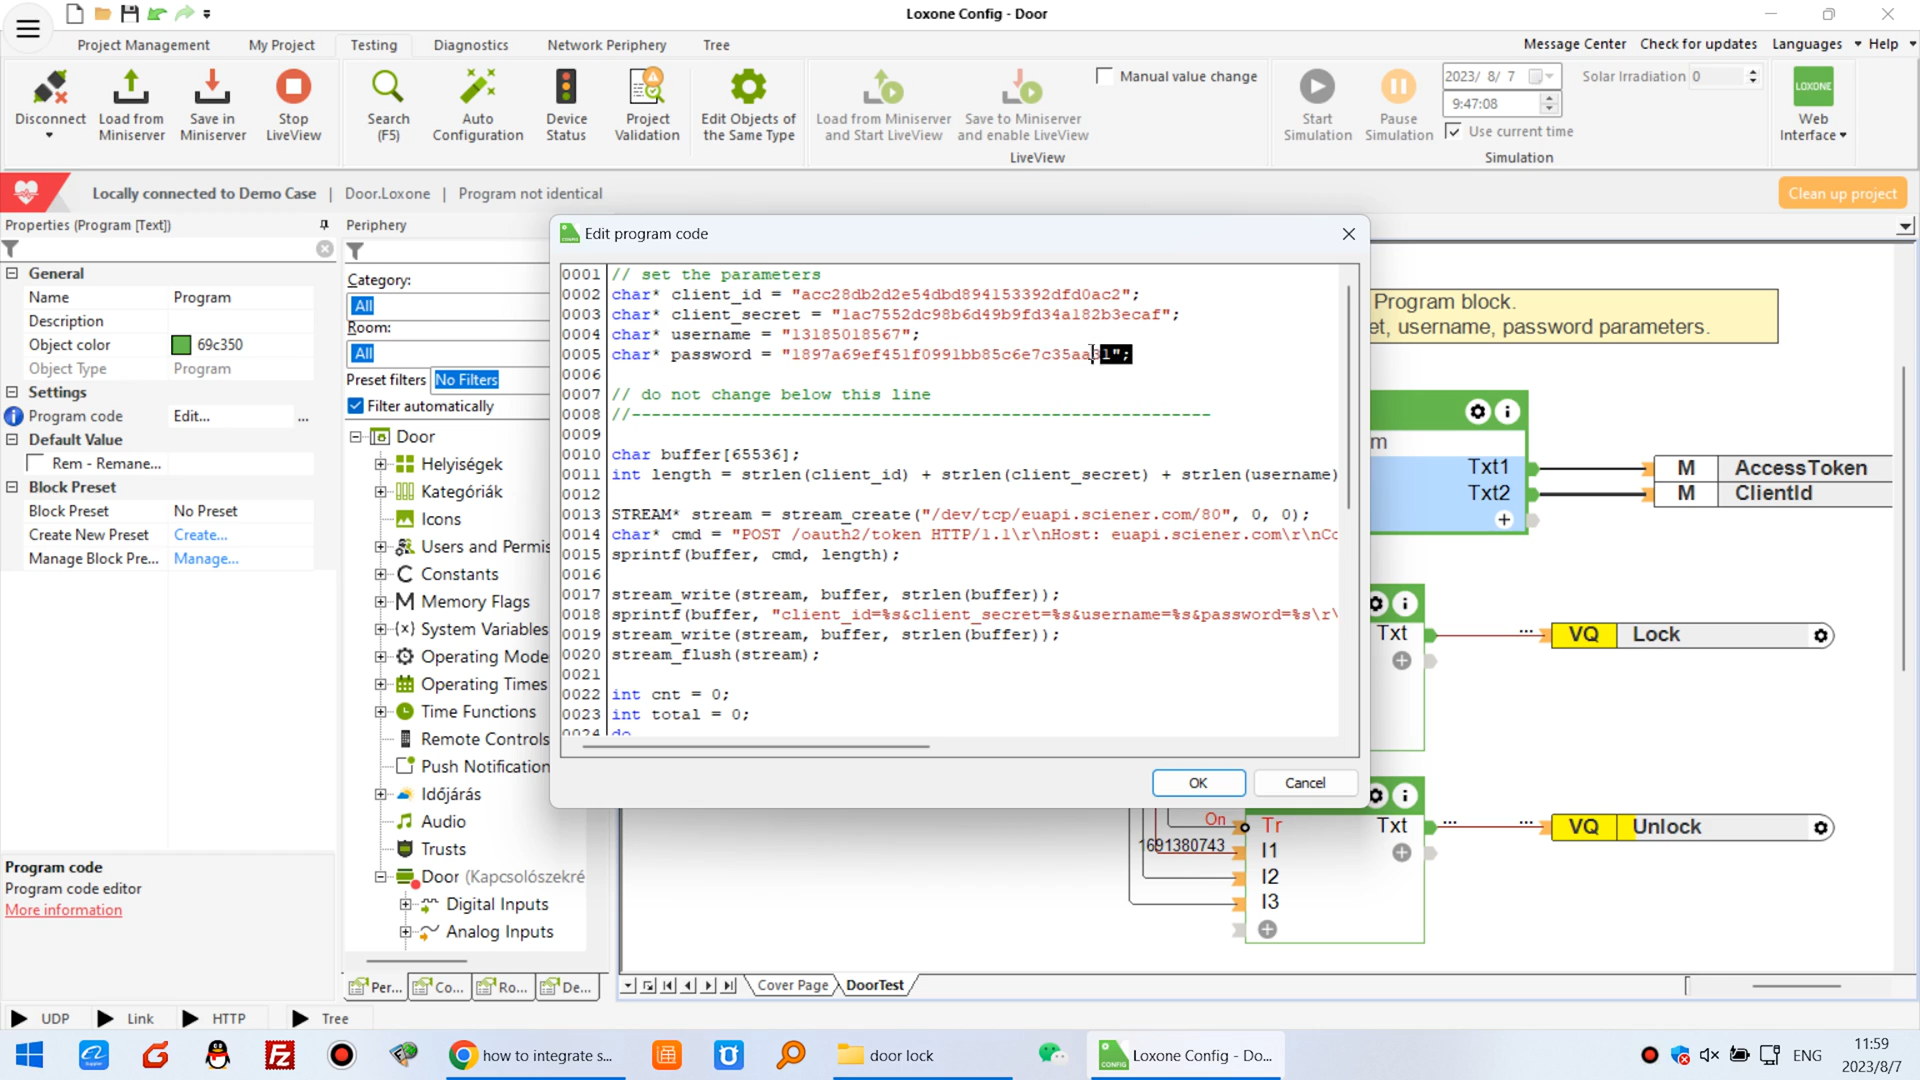 Loxone Config - Door
Project Management
My Project
Testing
Diagnostics
Network Periphery
Tree
Message Center
Check for updates
Languages
Help
Disconnect
Load from Miniserver
Save in Miniserver
Stop LiveView
Search (F5)
Auto Configuration
Device Status
Project Validation
Edit Objects of the Same Type
Load from Miniserver and Start LiveView
Save to Miniserver and enable LiveView
LiveView
Manual value change
Start Simulation
Pause Simulation
2023/ 8/ 7
9:47:08
Use current time
Simulation
Solar Irradiation 0
LOXONE
Web Interface
Locally connected to Demo Case | Door.Loxone | Program not identical
Clean up project
Properties (Program [Text])
General
Name Program
Description
Object color 69c350
Object Type Program
Settings
Program code Edit... ...
Default Value
Rem - Remane...
Block Preset
Block Preset No Preset
Create New Preset Create...
Manage Block Pre... Manage...
Program code
Program code editor
More information
Periphery
Category:
All
Room:
All
Preset filters No Filters
Filter automatically
Door
Helyiségek
Kategóriák
Icons
Users and Permis
Constants
Memory Flags
System Variables
Operating Mode
Operating Times
Time Functions
Remote Controls
Push Notification
Időjárás
Audio
Trusts
Door (Kapcsolószekré
Digital Inputs
Analog Inputs
Per...
Co...
Ro...
De...
CONFIG Edit program code
0001 // set the parameters
0002 char* client_id = "acc28db2d2e54dbd894153392dfd0ac2";
0003 char* client_secret = "1ac7552dc98b6d49b9fd34a182b3ecaf";
0004 char* username = "13185018567";
0005 char* password = "1897a69ef451f0991bb85c6e7c35aa31";
0006
0007 // do not change below this line
0008 //----------------------------------------------------------
0009
0010 char buffer[65536];
0011 int length = strlen(client_id) + strlen(client_secret) + strlen(username)
0012
0013 STREAM* stream = stream_create("/dev/tcp/euapi.sciener.com/80", 0, 0);
0014 char* cmd = "POST /oauth2/token HTTP/1.1\r\nHost: euapi.sciener.com\r\nCo
0015 sprintf(buffer, cmd, length);
0016
0017 stream_write(stream, buffer, strlen(buffer));
0018 sprintf(buffer, "client_id=%s&client_secret=%s&username=%s&password=%s\r\
0019 stream_write(stream, buffer, strlen(buffer));
0020 stream_flush(stream);
0021
0022 int cnt = 0;
0023 int total = 0;
0024 do
OK
Cancel
Program block.
et, username, password parameters.
m
Txt1
Txt2
M AccessToken
M ClientId
Txt
... VQ Lock
On
Tr
Txt
... ... VQ Unlock
1691380743
I1
I2
I3
Cover Page
DoorTest
UDP
Link
HTTP
Tree
how to integrate s...
door lock
CONFIG Loxone Config - Do...
ENG
11:59
2023/8/7